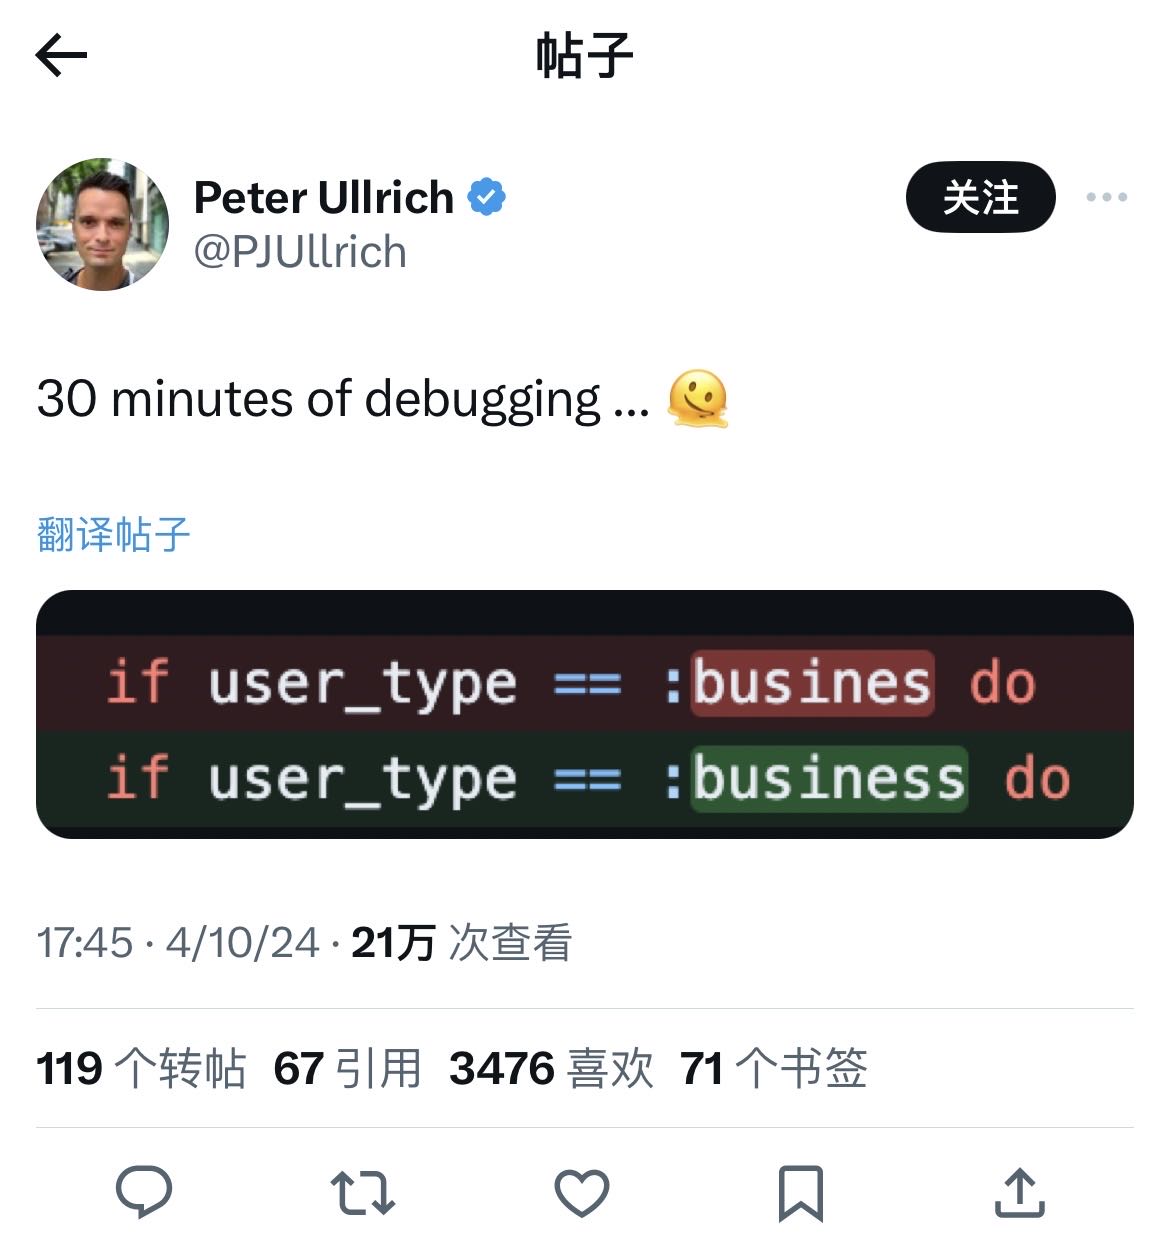 帖子
Peter Ullrich
关注
@PJUllrich
30 minutes of debugging ... 🫠
翻译帖子
if user_type == :busines do
if user_type == :business do
17:45 · 4/10/24 · 21万 次查看
119 个转帖 67 引用 3476 喜欢 71 个书签